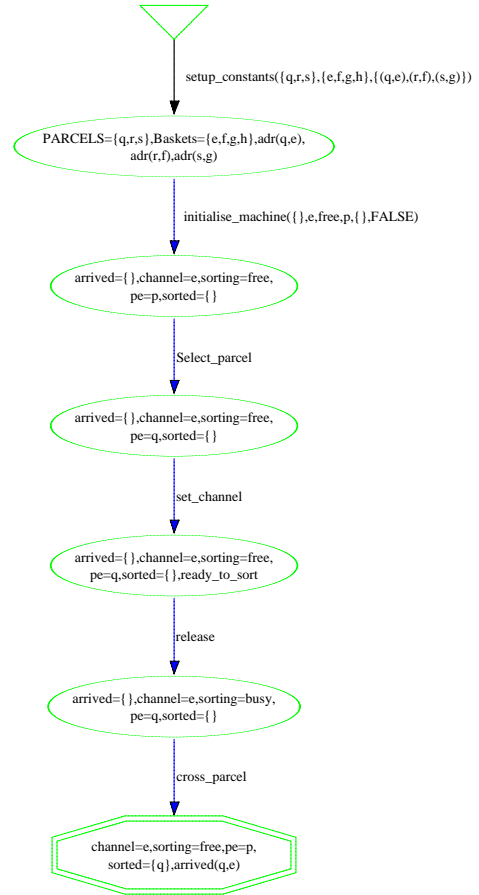 setup_constants({q,r,s},{e,f,g,h},{(q,e),(r,f),(s,g)})
PARCELS={q,r,s},Baskets={e,f,g,h},adr(q,e),
adr(r,f),adr(s,g)
initialise_machine({},e,free,p,{},FALSE)
arrived={},channel=e,sorting=free,
pe=p,sorted={}
Select_parcel
arrived={},channel=e,sorting=free,
pe=q,sorted={}
set_channel
arrived={},channel=e,sorting=free,
pe=q,sorted={},ready_to_sort
release
arrived={},channel=e,sorting=busy,
pe=q,sorted={}
cross_parcel
channel=e,sorting=free,pe=p,
sorted={q},arrived(q,e)